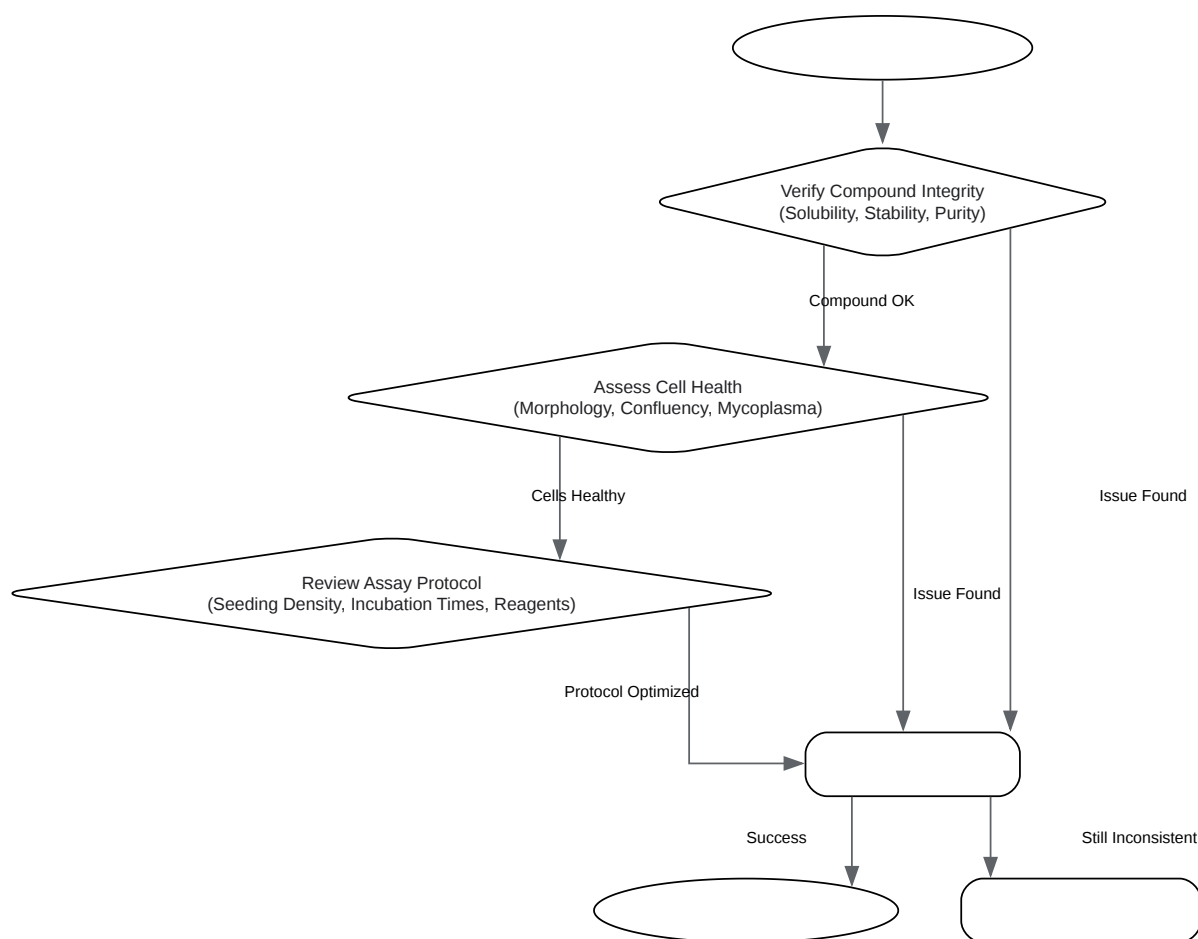 Verify Compound Integrity
(Solubility, Stability, Purity)
Compound OK
Assess Cell Health
(Morphology, Confluency, Mycoplasma)
Cells Healthy
Issue Found
Review Assay Protocol
(Seeding Density, Incubation Times, Reagents)
Issue Found
Protocol Optimized
Success
Still Inconsistent